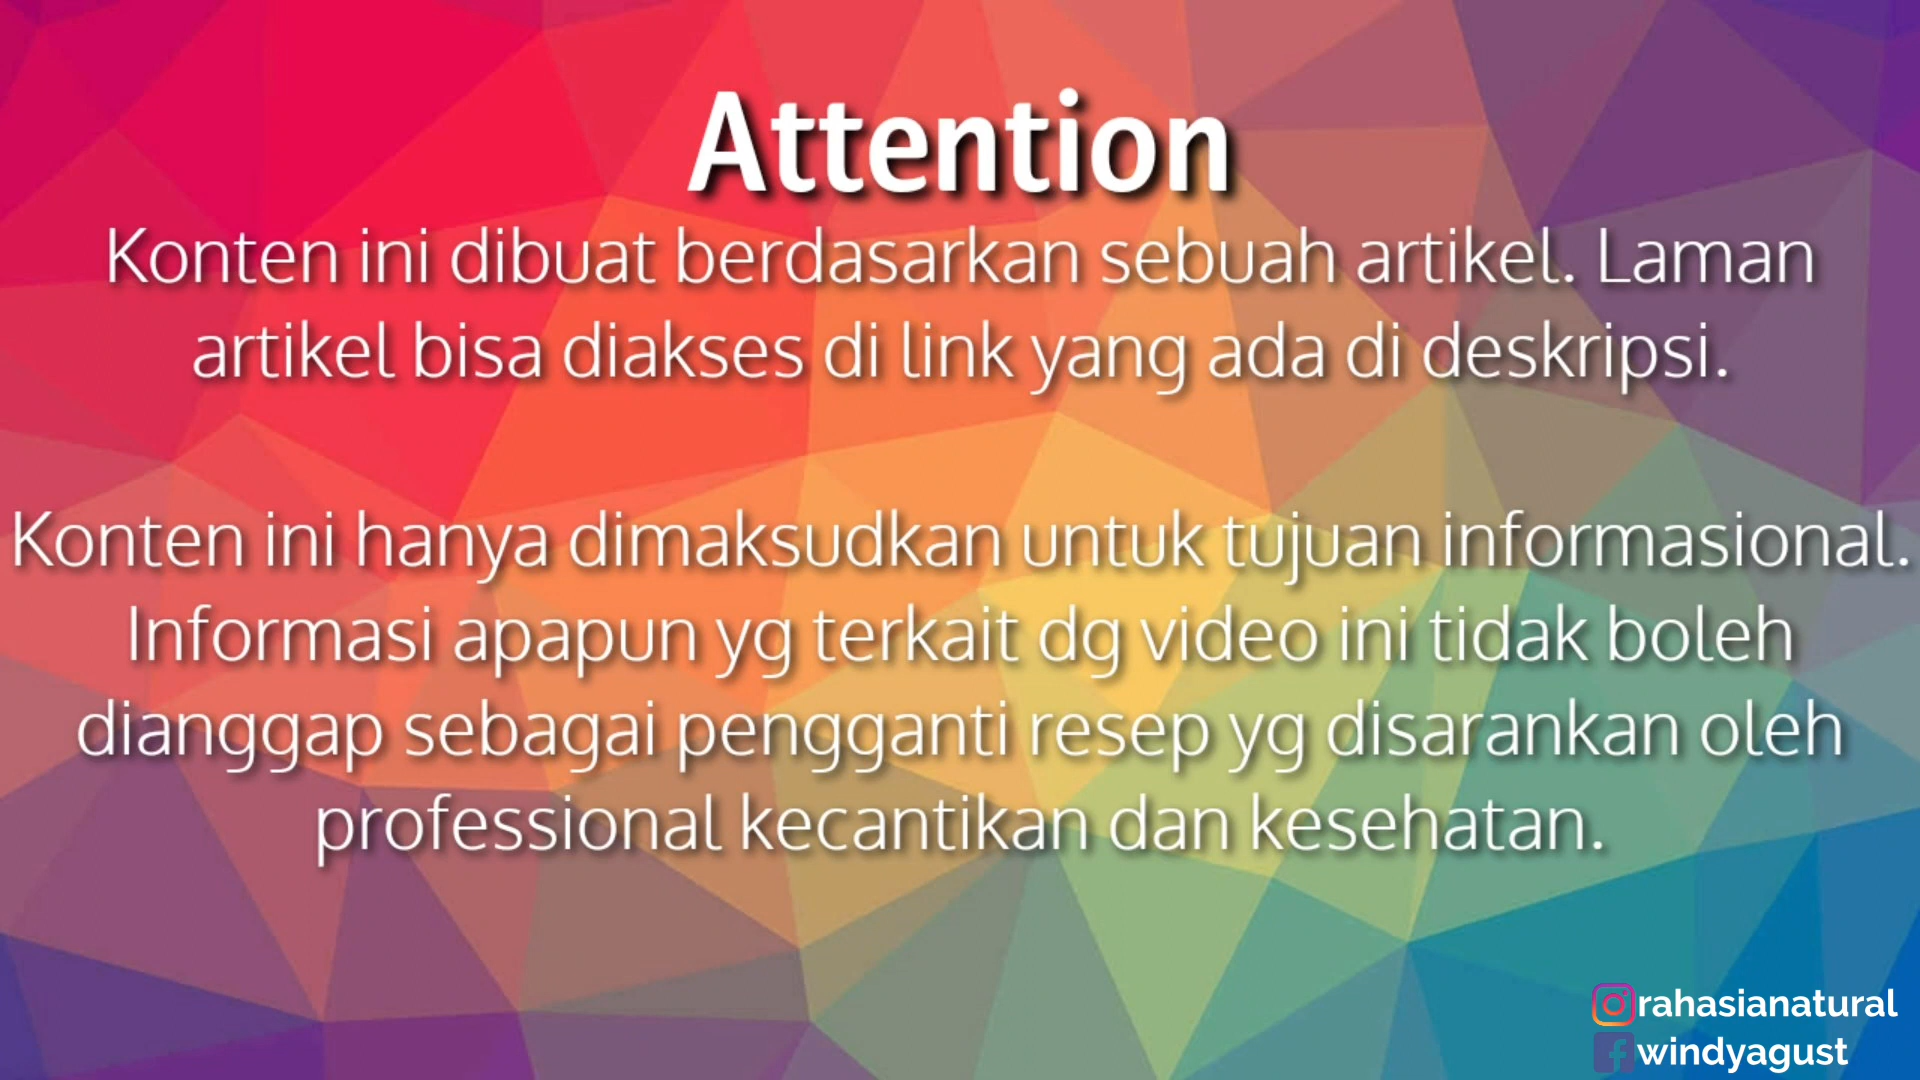 Attention
Konten ini dibuat berdasarkan sebuah artikel. Laman
artikel bisa diakses di link yang ada di deskripsi.
Konten ini hanya dimaksudkan untuk tujuan informasional.
Informasi apapun yg terkait dg video ini tidak boleh
dianggap sebagai pengganti resep yg disarankan oleh
professional kecantikan dan kesehatan.
rahasianatural
windyagust